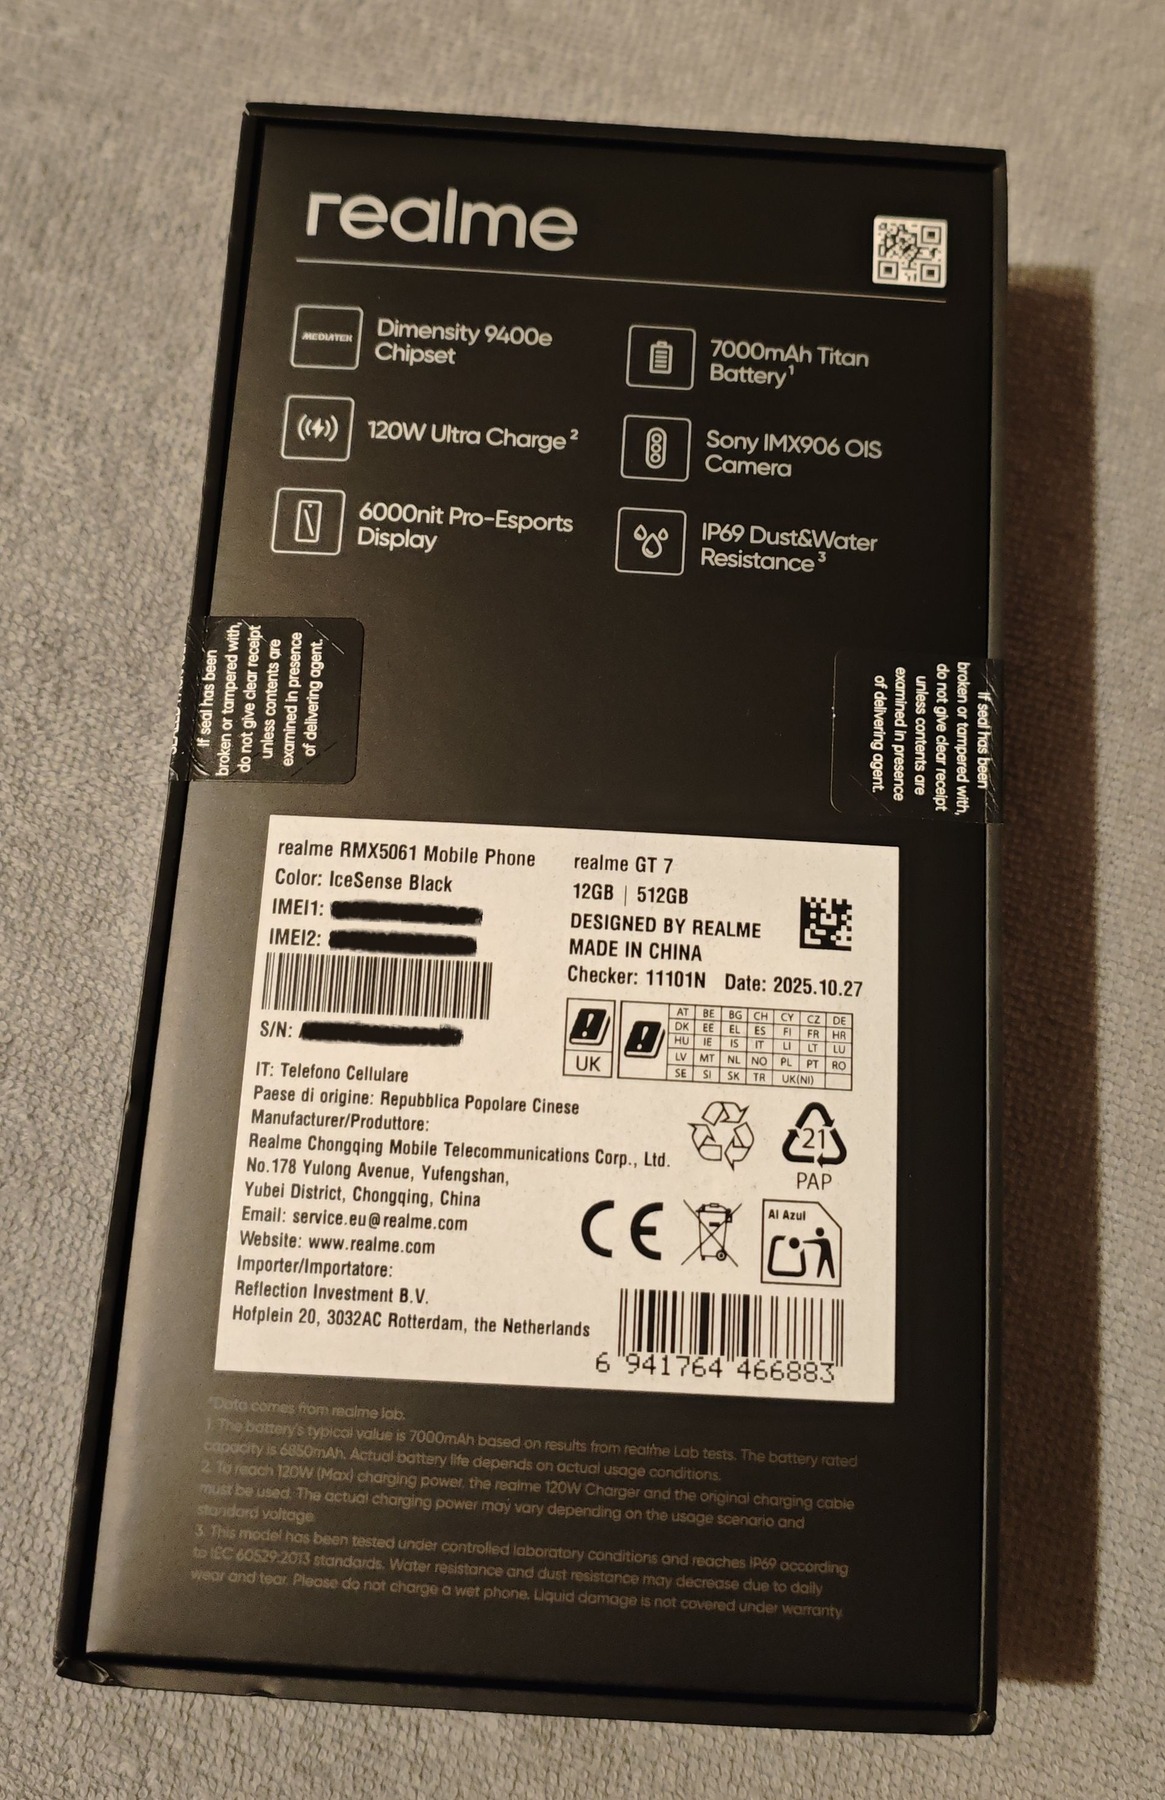 realme
MEDIATEK
Dimensity 9400e
Chipset
7000mAh Titan
Battery¹
120W Ultra Charge²
Sony IMX906 OIS
Camera
6000nit Pro-Esports
Display
IP69 Dust&Water
Resistance³
If seal has been
broken or tampered with,
do not give clear receipt
unless contents are
examined in presence
of delivering agent.
If seal has been
broken or tampered with,
do not give clear receipt
unless contents are
examined in presence
of delivering agent.
realme RMX5061 Mobile Phone
Color: IceSense Black
IMEI1:
IMEI2:
S/N:
realme GT 7
12GB | 512GB
DESIGNED BY REALME
MADE IN CHINA
Checker: 11101N Date: 2025.10.27
UK
AT BE BG CH CY CZ DE
DK EE EL ES FI FR HR
HU IE IS IT LI LT LU
LV MT NL NO PL PT RO
SE SI SK TR UK(NI)
IT: Telefono Cellulare
Paese di origine: Repubblica Popolare Cinese
Manufacturer/Produttore:
Realme Chongqing Mobile Telecommunications Corp., Ltd.
No.178 Yulong Avenue, Yufengshan,
Yubei District, Chongqing, China
Email: service.eu@realme.com
Website: www.realme.com
Importer/Importatore:
Reflection Investment B.V.
Hofplein 20, 3032AC Rotterdam, the Netherlands
21
PAP
CE
Al Azul
6 941764 466883
*Data comes from realme lab.
1. The battery's typical value is 7000mAh based on results from realme Lab tests. The battery rated
capacity is 6850mAh. Actual battery life depends on actual usage conditions.
2. To reach 120W (Max) charging power, the realme 120W Charger and the original charging cable
must be used. The actual charging power may vary depending on the usage scenario and
standard voltage.
3. This model has been tested under controlled laboratory conditions and reaches IP69 according
to IEC 60529:2013 standards. Water resistance and dust resistance may decrease due to daily
wear and tear. Please do not charge a wet phone. Liquid damage is not covered under warranty.